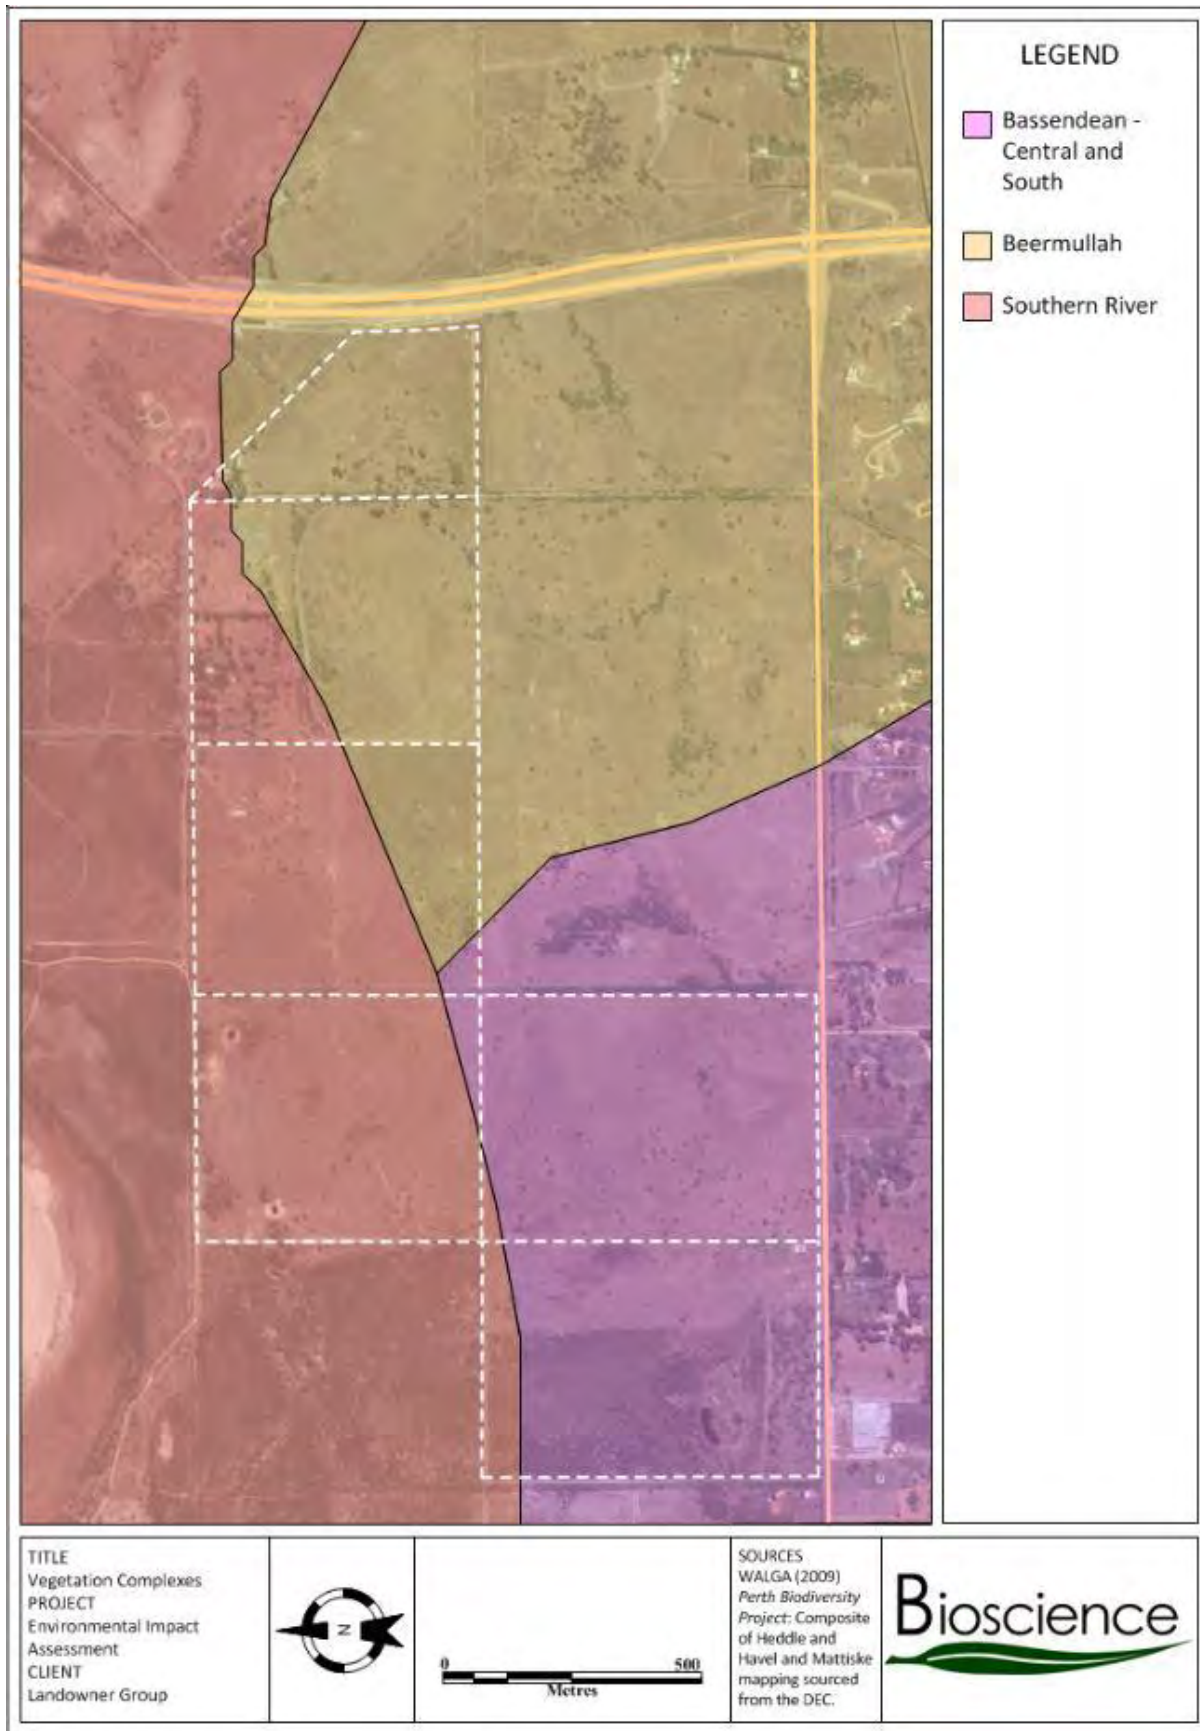 LEGEND
Bassendean -
Central and
South
Beermullah
Southern River
TITLE
Vegetation Complexes
PROJECT
Environmental Impact
Assessment
CLIENT
Landowner Group
N
0 500
Metres
SOURCES
WALGA (2009)
Perth Biodiversity
Project: Composite
of Heddle and
Havel and Mattiske
mapping sourced
from the DEC.
Bioscience